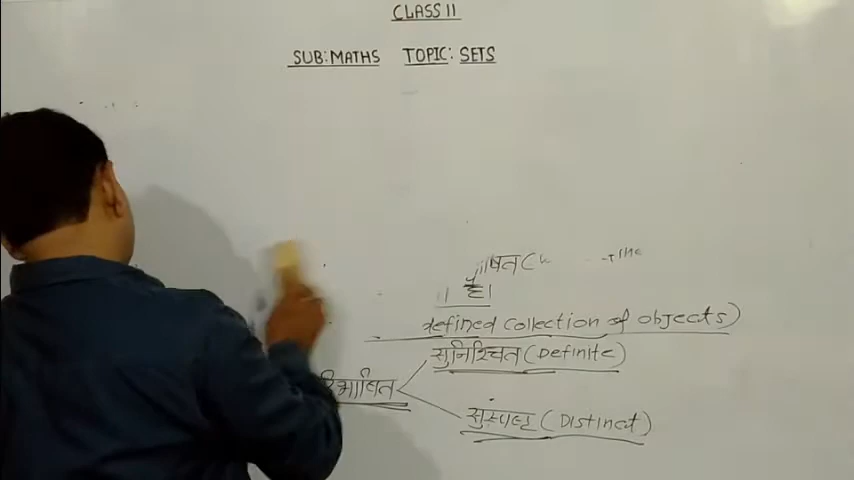 CLASS 11
SUB: MATHS TOPIC: SETS
है।
defined collection of objects)
सुनिश्चित (Definite)
सुस्पष्ट (Distinct)